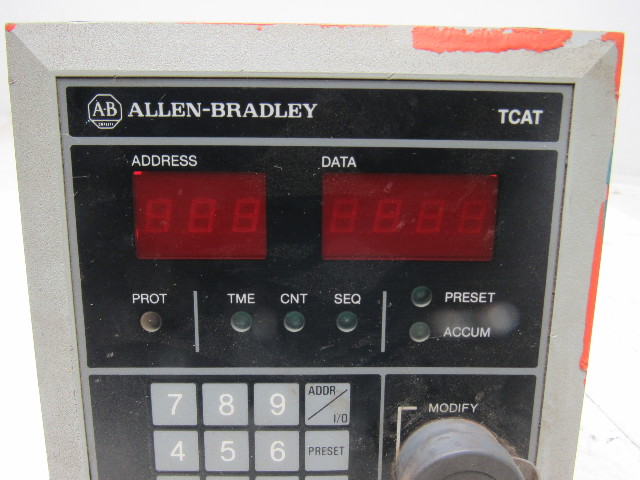 A·B ALLEN-BRADLEY TCAT
QUALITY
ADDRESS DATA
PROT TME CNT SEQ PRESET
ACCUM
7 8 9 ADDR / I/O
MODIFY
4 5 6 PRESET